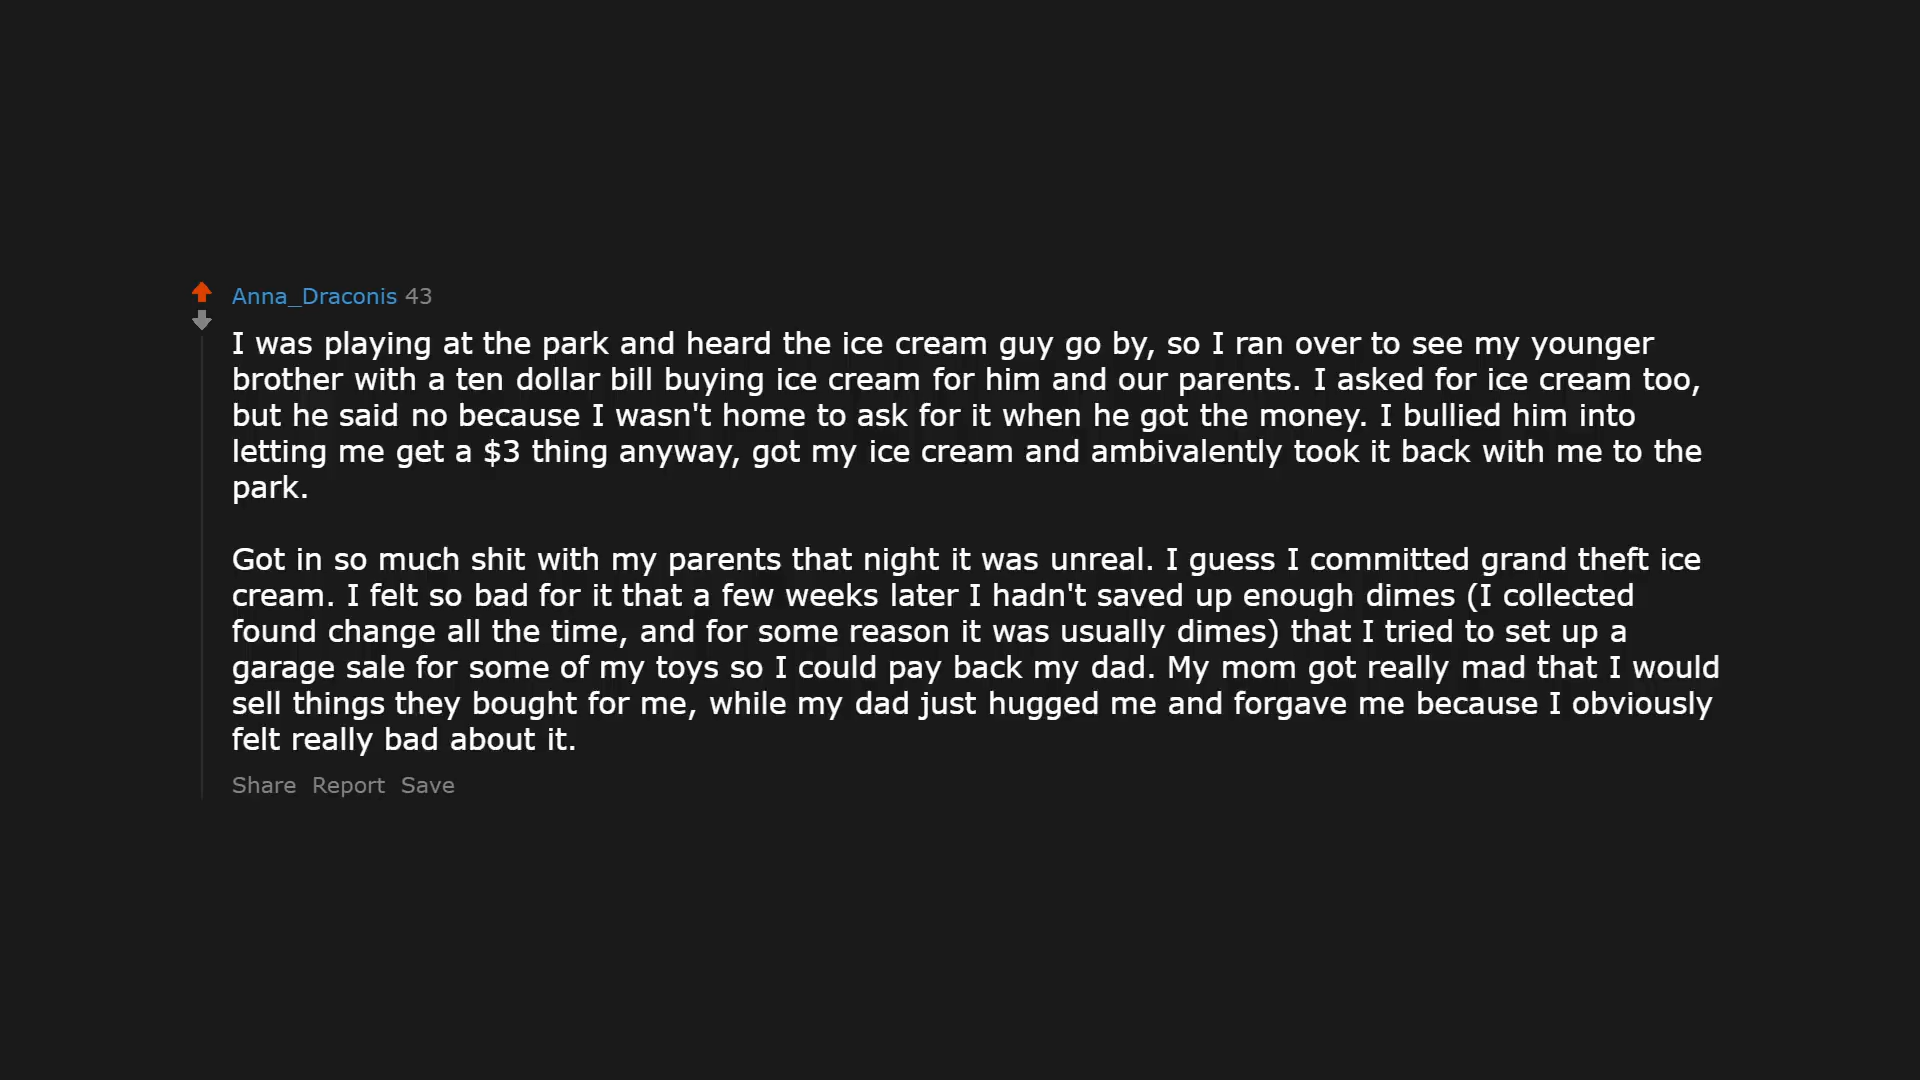 Anna_Draconis 43
I was playing at the park and heard the ice cream guy go by, so I ran over to see my younger
brother with a ten dollar bill buying ice cream for him and our parents. I asked for ice cream too,
but he said no because I wasn't home to ask for it when he got the money. I bullied him into
letting me get a $3 thing anyway, got my ice cream and ambivalently took it back with me to the
park.
Got in so much shit with my parents that night it was unreal. I guess I committed grand theft ice
cream. I felt so bad for it that a few weeks later I hadn't saved up enough dimes (I collected
found change all the time, and for some reason it was usually dimes) that I tried to set up a
garage sale for some of my toys so I could pay back my dad. My mom got really mad that I would
sell things they bought for me, while my dad just hugged me and forgave me because I obviously
felt really bad about it.
Share Report Save